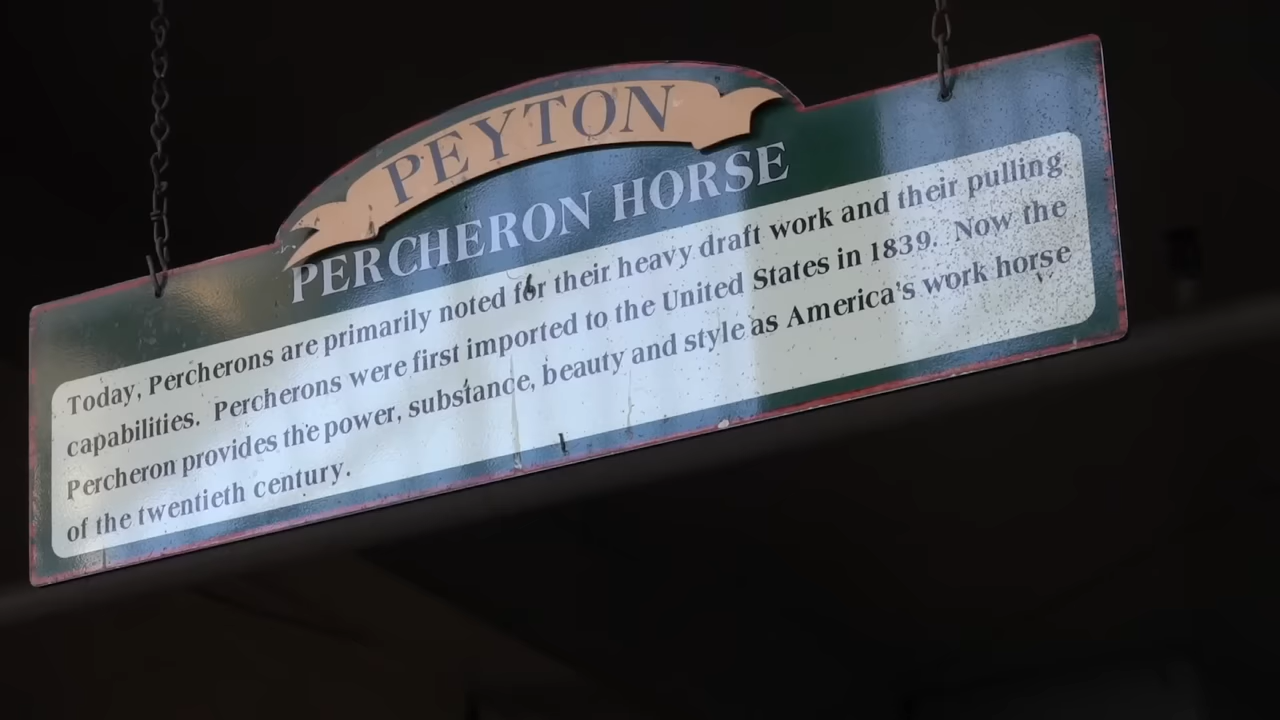 PEYTON
PERCHERON HORSE
Today, Percherons are primarily noted for their heavy draft work and their pulling
capabilities. Percherons were first imported to the United States in 1839. Now the
Percheron provides the power, substance, beauty and style as America's work horse
of the twentieth century.